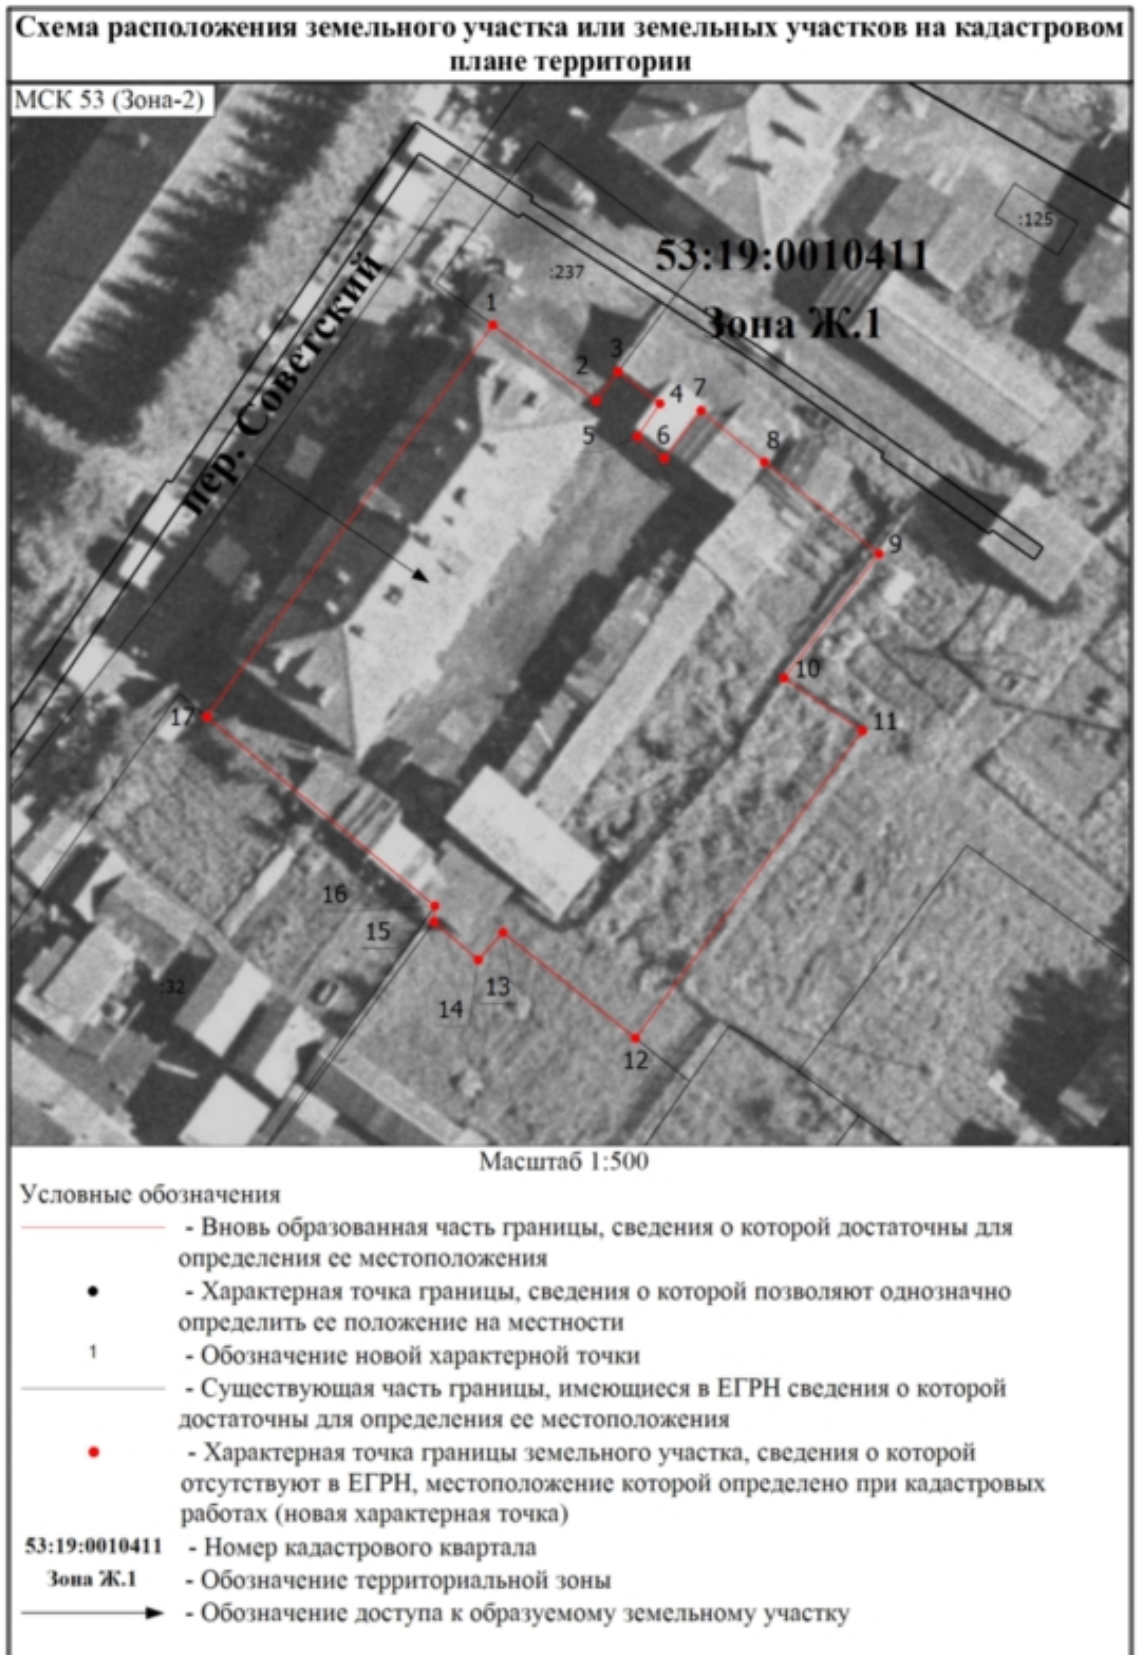 Схема расположения земельного участка или земельных участков на кадастровом
плане территории
МСК 53 (Зона-2)
:125
53:19:0010411
:237
Зона Ж.1
пер. Советский
1
2
3
4
7
5
6
8
9
10
11
17
16
15
:32
14
13
12
Масштаб 1:500
Условные обозначения
- Вновь образованная часть границы, сведения о которой достаточны для
определения ее местоположения
- Характерная точка границы, сведения о которой позволяют однозначно
определить ее положение на местности
1 - Обозначение новой характерной точки
- Существующая часть границы, имеющиеся в ЕГРН сведения о которой
достаточны для определения ее местоположения
- Характерная точка границы земельного участка, сведения о которой
отсутствуют в ЕГРН, местоположение которой определено при кадастровых
работах (новая характерная точка)
53:19:0010411 - Номер кадастрового квартала
Зона Ж.1 - Обозначение территориальной зоны
- Обозначение доступа к образуемому земельному участку